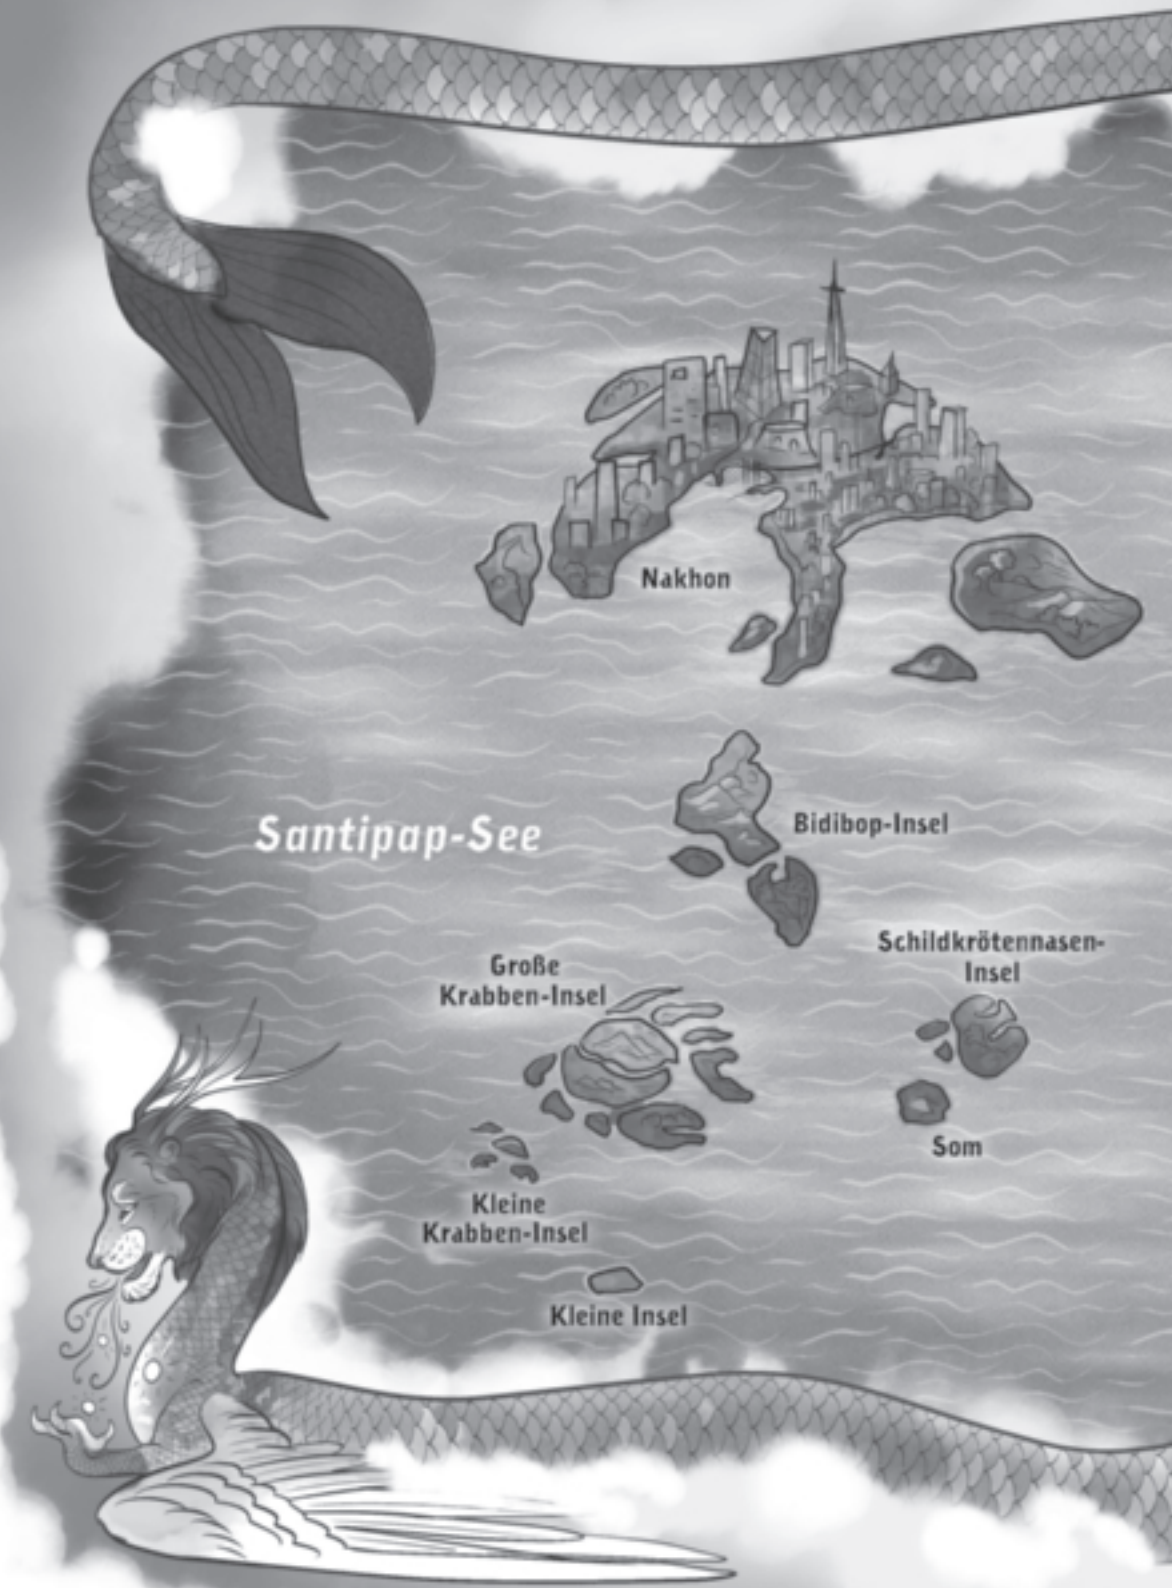 Nakhon
Santipap-See
Bidibop-Insel
Schildkrötennasen-
Insel
Große
Krabben-Insel
Som
Kleine
Krabben-Insel
Kleine Insel